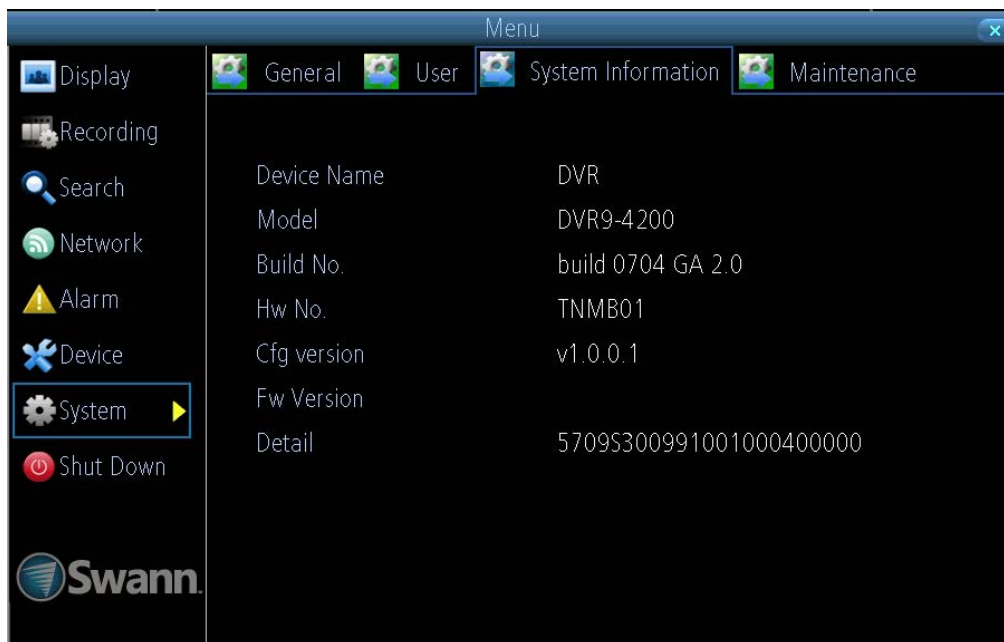 Menu
Display
Recording
Search
Network
Alarm
Device
System
Shut Down
Swann.
General User System Information Maintenance
Device Name DVR
Model DVR9-4200
Build No. build 0704 GA 2.0
Hw No. TNMB01
Cfg version v1.0.0.1
Fw Version
Detail 5709S300991001000400000